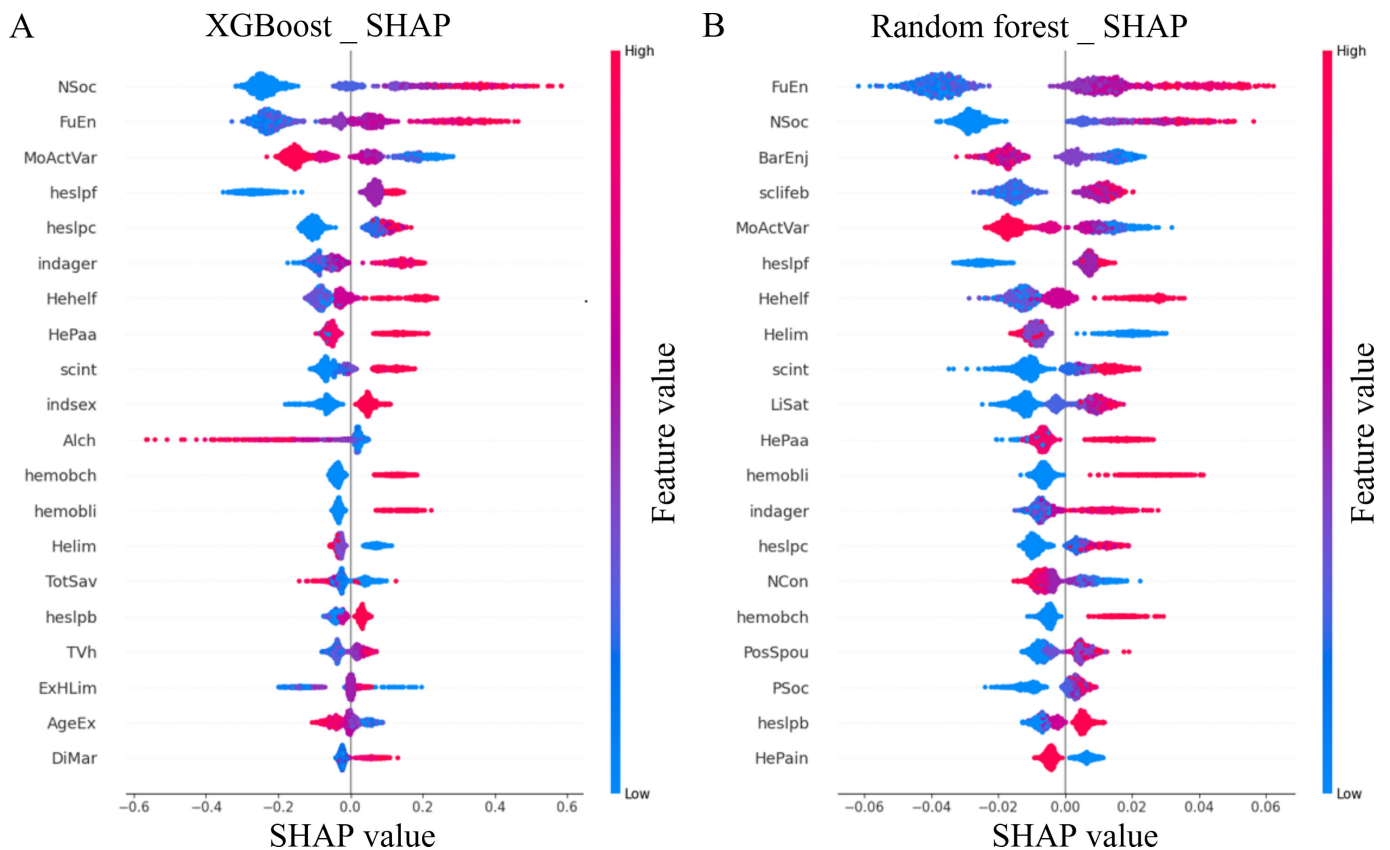 A
XGBoost _ SHAP
High
NSoc
FuEn
MoActVar
heslpf
heslpc
indager
Hehelf
HePaa
scint
indsex
Alch
hemobch
hemobli
Helim
TotSav
heslpb
TVh
ExHLim
AgeEx
DiMar
Low
Feature value
−0.6 −0.4 −0.2 0.0 0.2 0.4 0.6
SHAP value
B
Random forest _ SHAP
High
FuEn
NSoc
BarEnj
sclifeb
MoActVar
heslpf
Hehelf
Helim
scint
LiSat
HePaa
hemobli
indager
heslpc
NCon
hemobch
PosSpou
PSoc
heslpb
HePain
Low
Feature value
−0.06 −0.04 −0.02 0.00 0.02 0.04 0.06
SHAP value